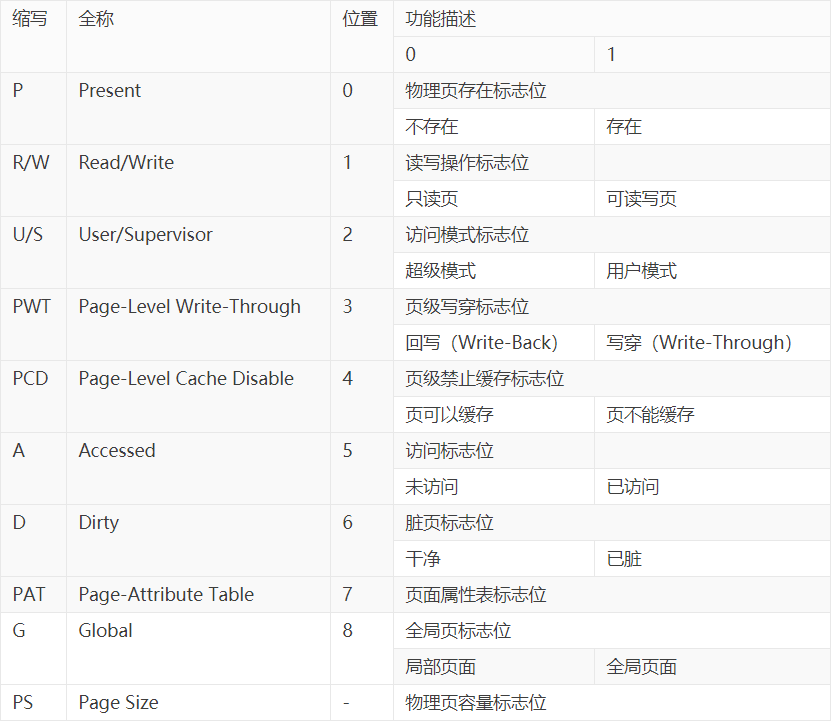 缩写 全称 位置 功能描述
0 1
P Present 0 物理页存在标志位
不存在 存在
R/W Read/Write 1 读写操作标志位
只读页 可读写页
U/S User/Supervisor 2 访问模式标志位
超级模式 用户模式
PWT Page-Level Write-Through 3 页级写穿标志位
回写（Write-Back） 写穿（Write-Through）
PCD Page-Level Cache Disable 4 页级禁止缓存标志位
页可以缓存 页不能缓存
A Accessed 5 访问标志位
未访问 已访问
D Dirty 6 脏页标志位
干净 已脏
PAT Page-Attribute Table 7 页面属性表标志位
G Global 8 全局页标志位
局部页面 全局页面
PS Page Size - 物理页容量标志位